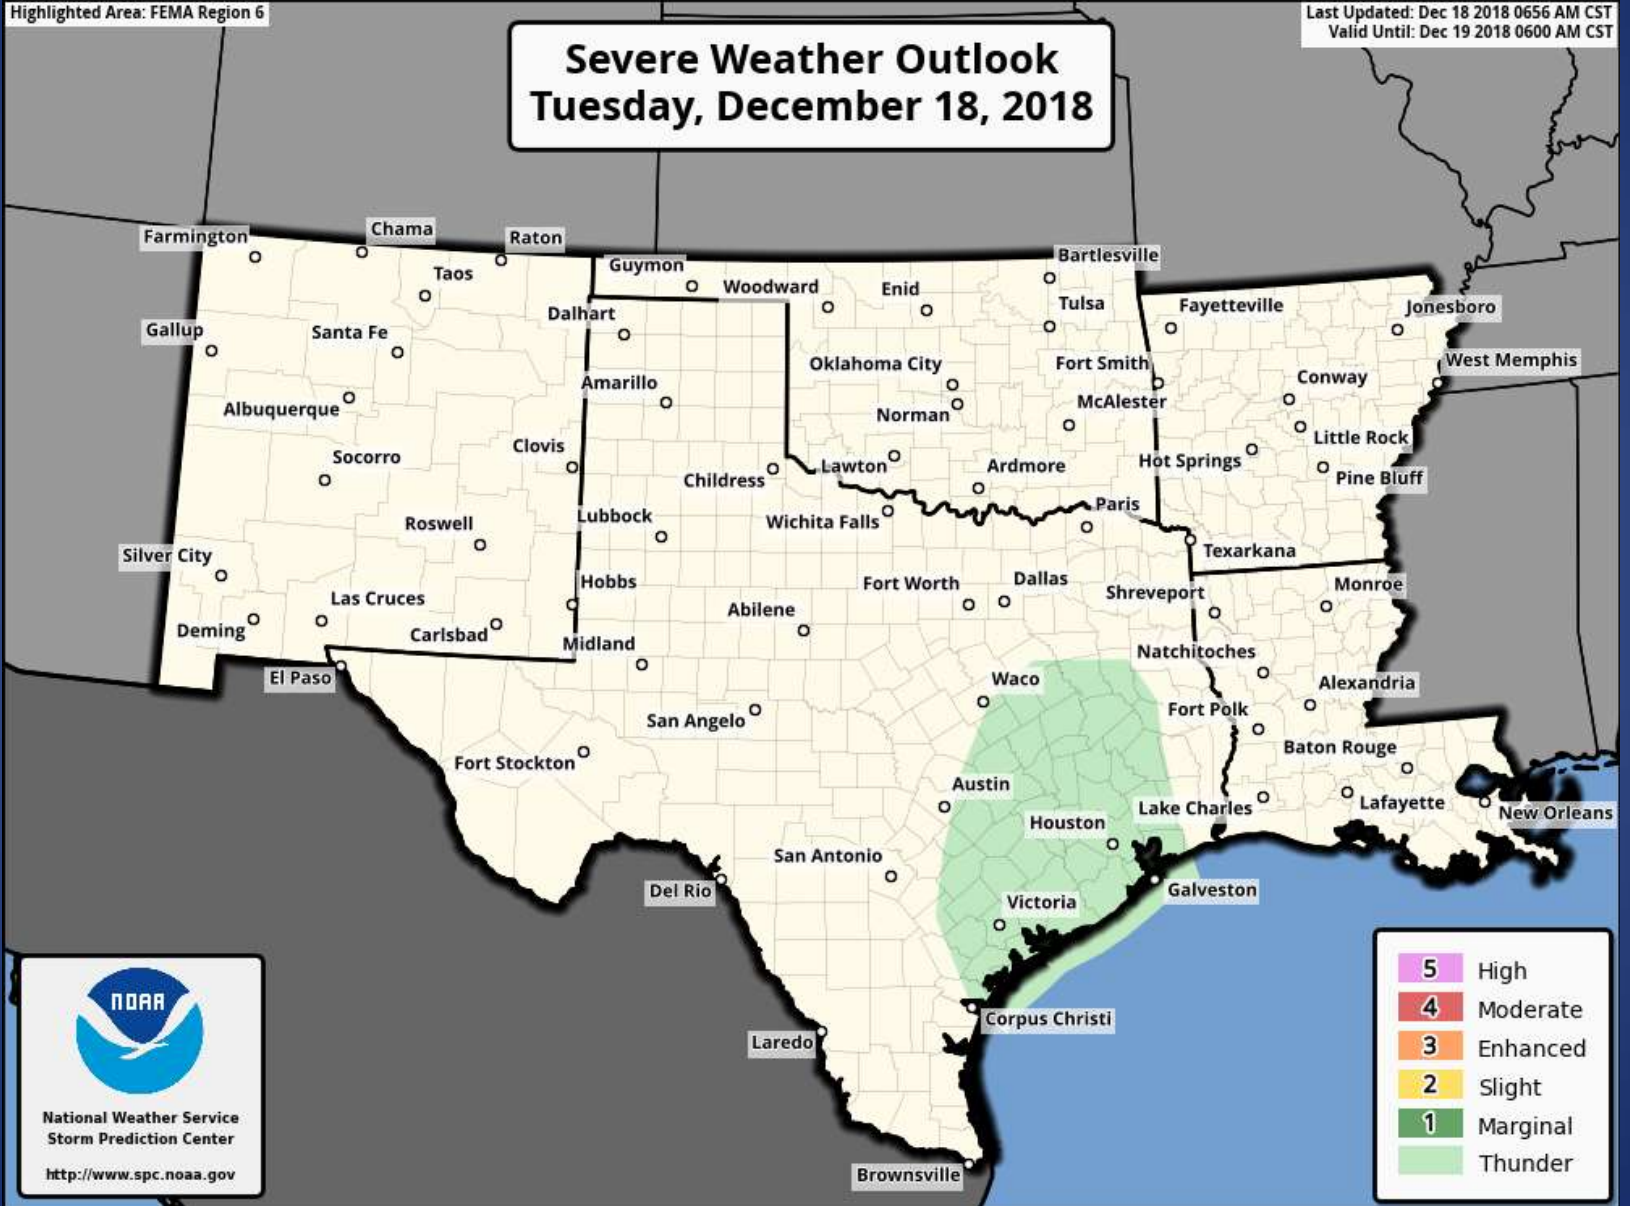 Highlighted Area: FEMA Region 6
Last Updated: Dec 18 2018 0656 AM CST
Valid Until: Dec 19 2018 0600 AM CST
Severe Weather Outlook
Tuesday, December 18, 2018
Farmington
Chama
Raton
Taos
Guymon
Woodward
Enid
Bartlesville
Tulsa
Fayetteville
Jonesboro
Gallup
Santa Fe
Dalhart
Oklahoma City
Fort Smith
West Memphis
Conway
Albuquerque
Amarillo
Norman
McAlester
Little Rock
Socorro
Clovis
Childress
Lawton
Ardmore
Hot Springs
Pine Bluff
Roswell
Lubbock
Wichita Falls
Paris
Texarkana
Silver City
Las Cruces
Hobbs
Abilene
Fort Worth
Dallas
Shreveport
Monroe
Deming
Carlsbad
Midland
Natchitoches
El Paso
San Angelo
Waco
Fort Polk
Alexandria
Fort Stockton
Austin
Baton Rouge
Houston
Lake Charles
Lafayette
New Orleans
San Antonio
Del Rio
Victoria
Galveston
Corpus Christi
Laredo
Brownsville
NOAA
National Weather Service
Storm Prediction Center
http://www.spc.noaa.gov
5 High
4 Moderate
3 Enhanced
2 Slight
1 Marginal
Thunder